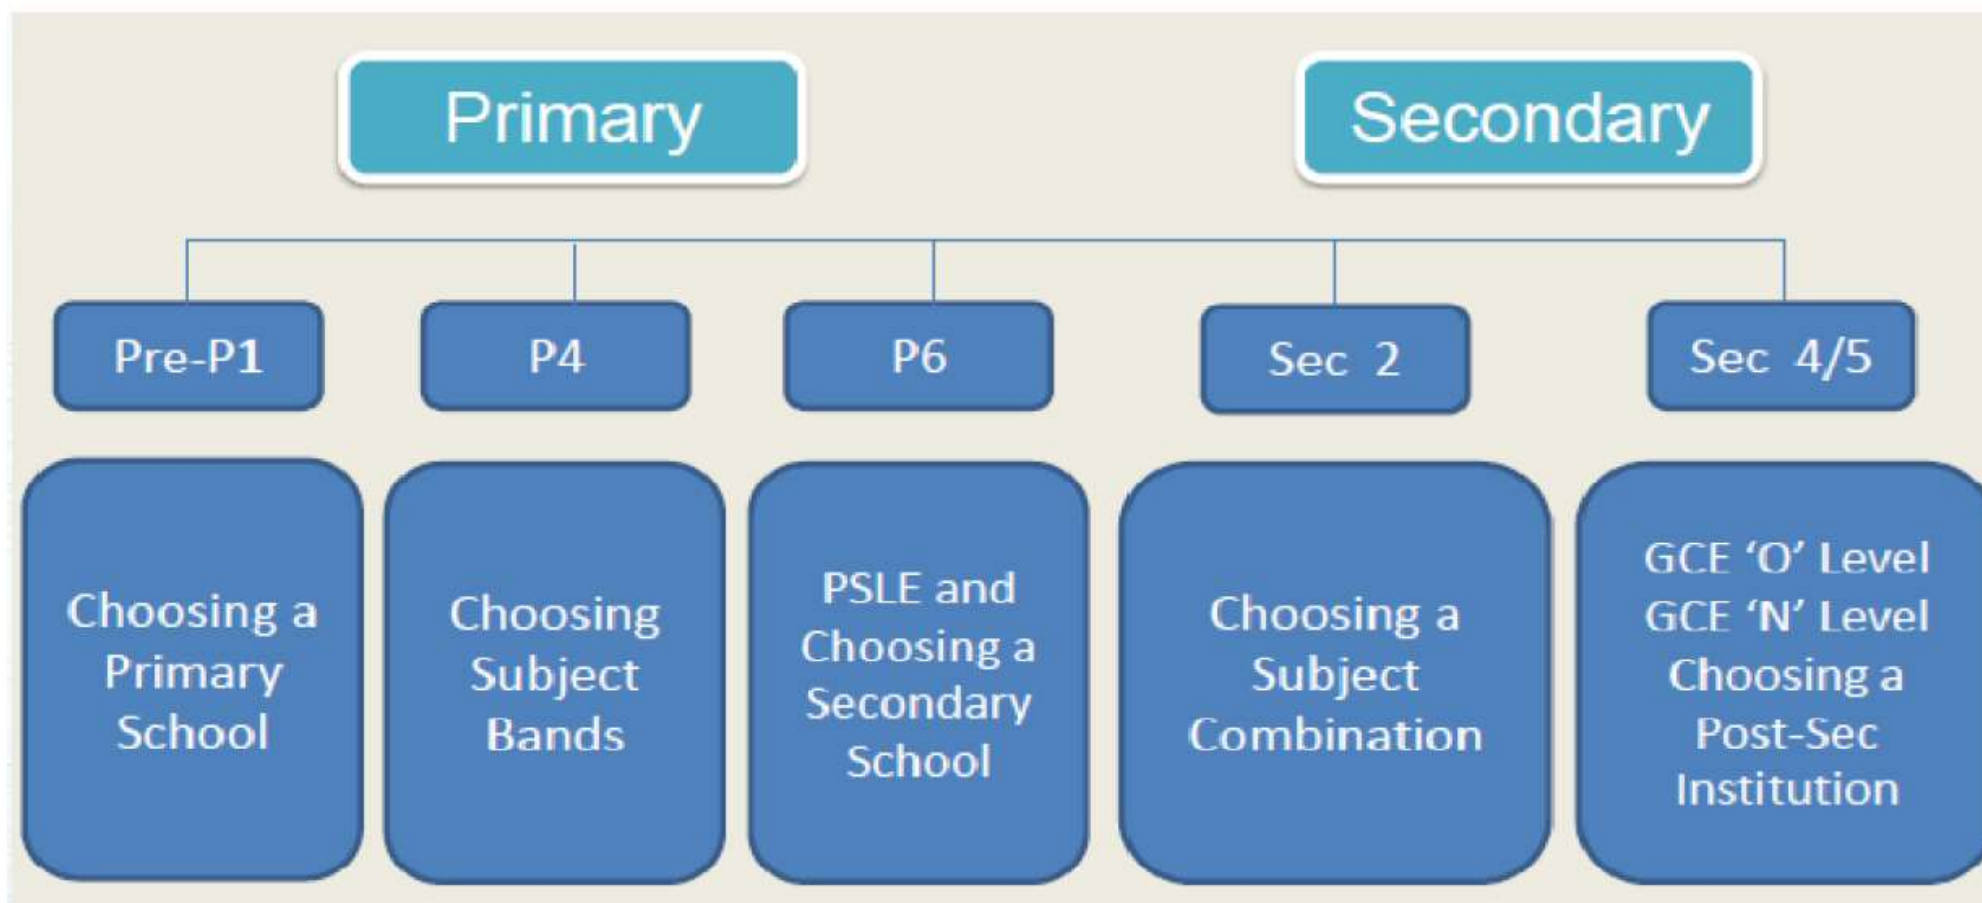 Primary
Secondary
Pre-P1
P4
P6
Sec 2
Sec 4/5
Choosing a
Primary
School
Choosing
Subject
Bands
PSLE and
Choosing a
Secondary
School
Choosing a
Subject
Combination
GCE ‘O’ Level
GCE ‘N’ Level
Choosing a
Post-Sec
Institution